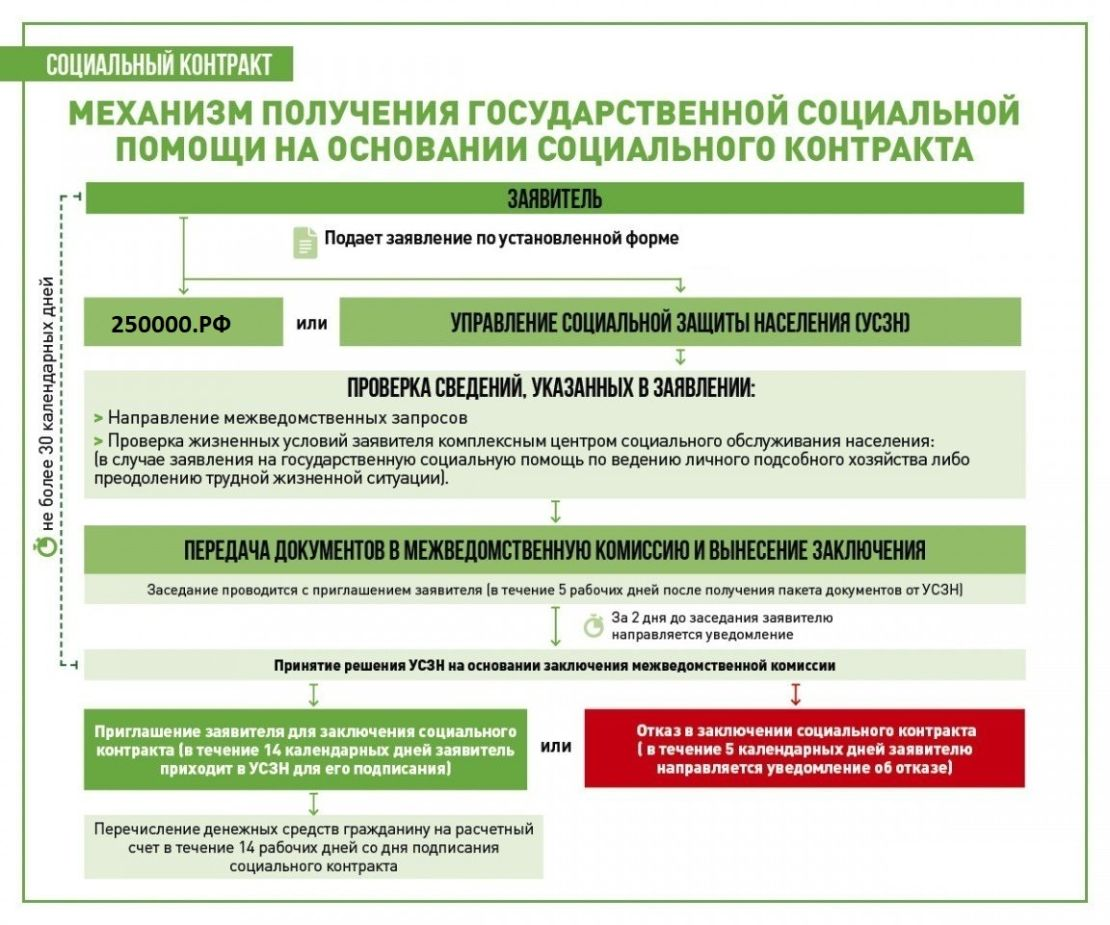 СОЦИАЛЬНЫЙ КОНТРАКТ
МЕХАНИЗМ ПОЛУЧЕНИЯ ГОСУДАРСТВЕННОЙ СОЦИАЛЬНОЙ
ПОМОЩИ НА ОСНОВАНИИ СОЦИАЛЬНОГО КОНТРАКТА
ЗАЯВИТЕЛЬ
Подает заявление по установленной форме
250000.РФ
или
УПРАВЛЕНИЕ СОЦИАЛЬНОЙ ЗАЩИТЫ НАСЕЛЕНИЯ (УСЗН)
не более 30 календарных дней
ПРОВЕРКА СВЕДЕНИЙ, УКАЗАННЫХ В ЗАЯВЛЕНИИ:
> Направление межведомственных запросов
> Проверка жизненных условий заявителя комплексным центром социального обслуживания населения:
(в случае заявления на государственную социальную помощь по ведению личного подсобного хозяйства либо
преодолению трудной жизненной ситуации).
ПЕРЕДАЧА ДОКУМЕНТОВ В МЕЖВЕДОМСТВЕННУЮ КОМИССИЮ И ВЫНЕСЕНИЕ ЗАКЛЮЧЕНИЯ
Заседание проводится с приглашением заявителя (в течение 5 рабочих дней после получения пакета документов от УСЗН)
За 2 дня до заседания заявителю
направляется уведомление
Принятие решения УСЗН на основании заключения межведомственной комиссии
Приглашение заявителя для заключения социального
контракта (в течение 14 календарных дней заявитель
приходит в УСЗН для его подписания)
или
Отказ в заключении социального контракта
( в течение 5 календарных дней заявителю
направляется уведомление об отказе)
Перечисление денежных средств гражданину на расчетный
счет в течение 14 рабочих дней со дня подписания
социального контракта